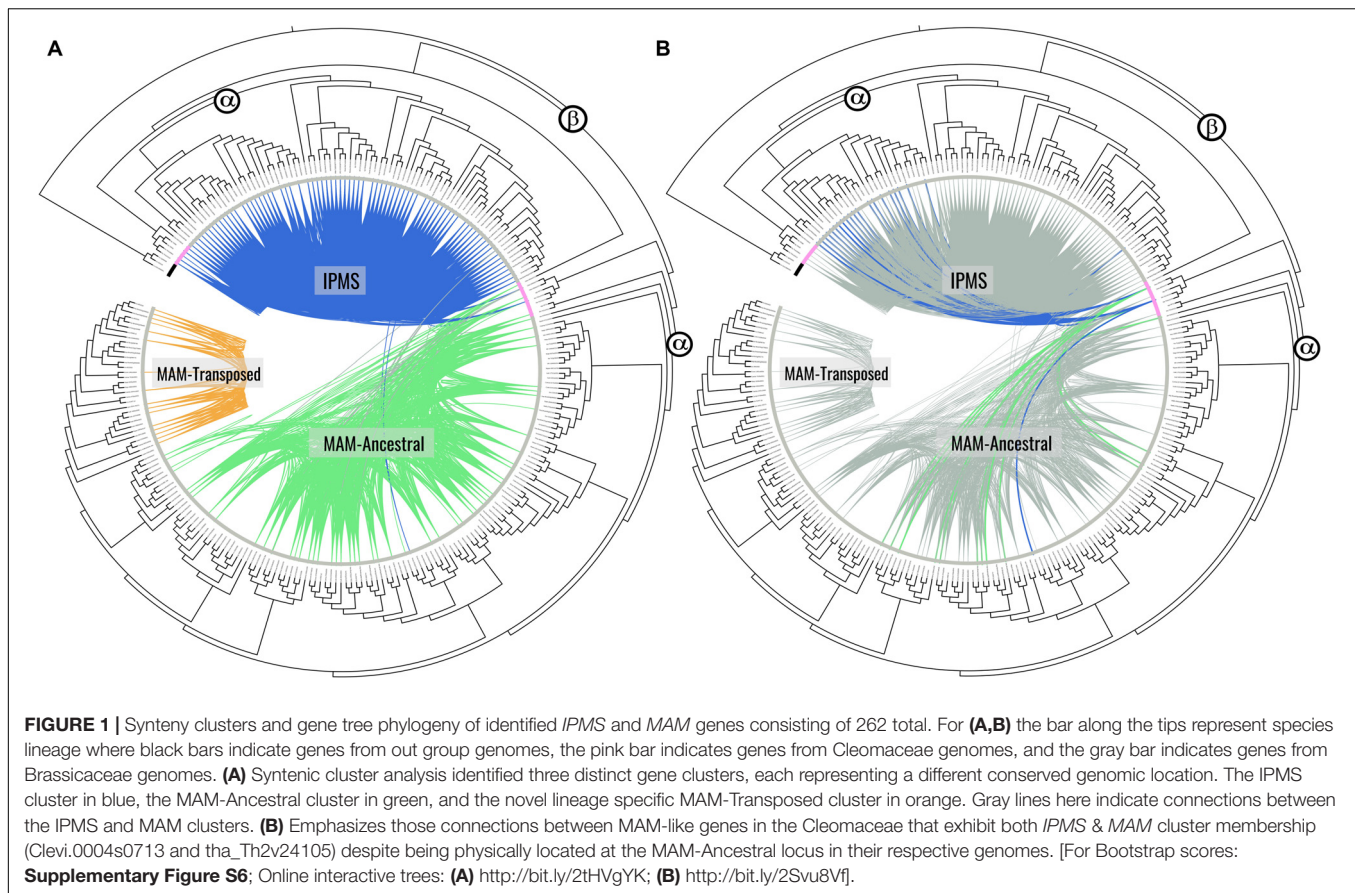 A
B
α
β
α
β
IPMS
IPMS
MAM-Transposed
MAM-Transposed
α
α
MAM-Ancestral
MAM-Ancestral
FIGURE 1 | Synteny clusters and gene tree phylogeny of identified IPMS and MAM genes consisting of 262 total. For (A,B) the bar along the tips represent species
lineage where black bars indicate genes from out group genomes, the pink bar indicates genes from Cleomaceae genomes, and the gray bar indicates genes from
Brassicaceae genomes. (A) Syntenic cluster analysis identified three distinct gene clusters, each representing a different conserved genomic location. The IPMS
cluster in blue, the MAM-Ancestral cluster in green, and the novel lineage specific MAM-Transposed cluster in orange. Gray lines here indicate connections between
the IPMS and MAM clusters. (B) Emphasizes those connections between MAM-like genes in the Cleomaceae that exhibit both IPMS & MAM cluster membership
(Clevi.0004s0713 and tha_Th2v24105) despite being physically located at the MAM-Ancestral locus in their respective genomes. [For Bootstrap scores:
Supplementary Figure S6; Online interactive trees: (A) http://bit.ly/2tHVgYK; (B) http://bit.ly/2Svu8Vf].